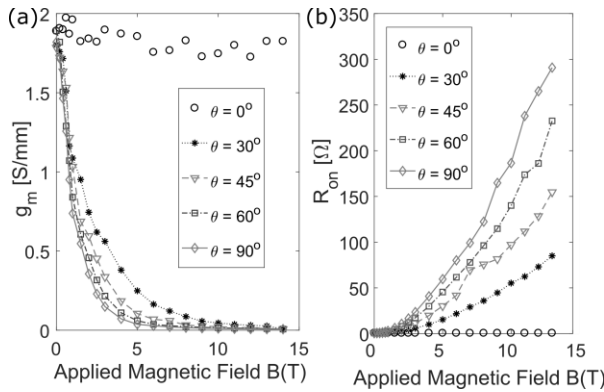 (a)
2
1.5
1
0.5
0
g_m [S/mm]
θ = 0°
θ = 30°
θ = 45°
θ = 60°
θ = 90°
0 5 10 15
Applied Magnetic Field B(T)
(b)
300
250
200
150
100
50
0
R_on [Ω]
θ = 0°
θ = 30°
θ = 45°
θ = 60°
θ = 90°
0 5 10 15
Applied Magnetic Field B(T)